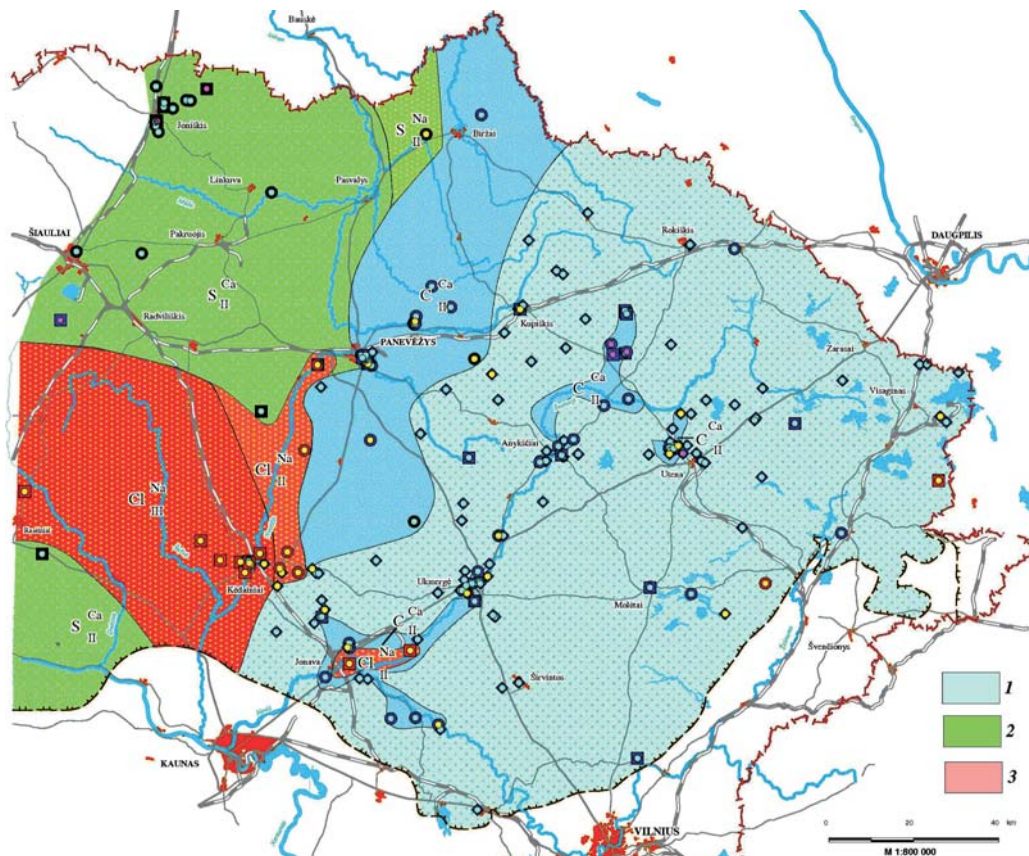 Bauskė
Joniškis
S Na
II
Biržai
Linkuva
Pasvalys
ŠIAULIAI
Pakruojis
Rokiškis
DAUGPILIS
S Ca
II
C Ca
II
Radviliškis
Kupiškis
PANEVĖŽYS
Zarasai
Visaginas
C Ca
II
Anykščiai
C Ca
II
Utena
Cl Na
III
Cl Na
II
Raseiniai
Kėdainiai
Ukmergė
Molėtai
S Ca
II
C Ca
II
Jonava
Cl Na
II
Širvintos
Švenčionys
1
2
3
KAUNAS
VILNIUS
0 20 40 km
M 1:800 000